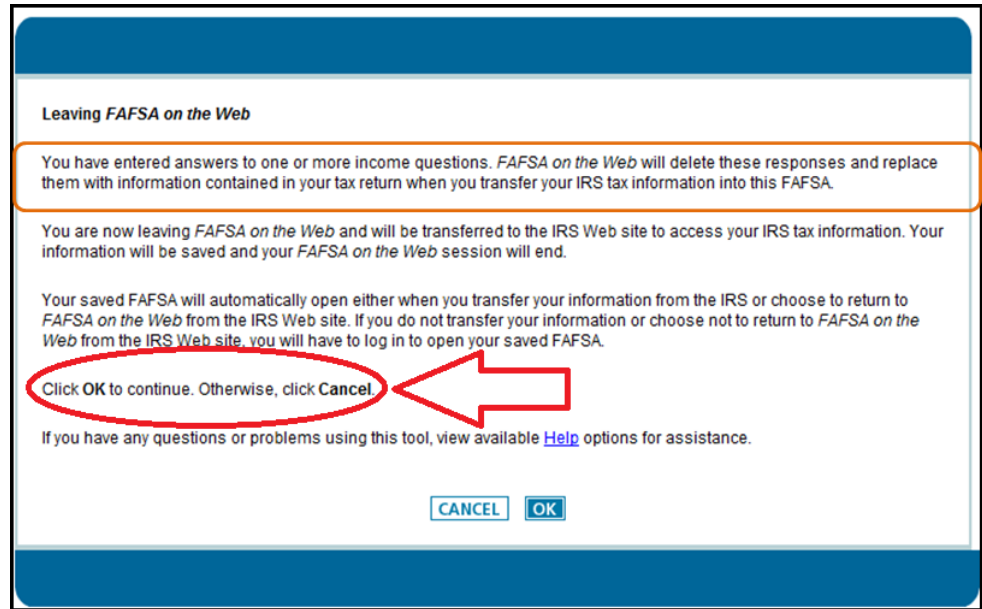 Leaving FAFSA on the Web
You have entered answers to one or more income questions. FAFSA on the Web will delete these responses and replace
them with information contained in your tax return when you transfer your IRS tax information into this FAFSA.
You are now leaving FAFSA on the Web and will be transferred to the IRS Web site to access your IRS tax information. Your
information will be saved and your FAFSA on the Web session will end.
Your saved FAFSA will automatically open either when you transfer your information from the IRS or choose to return to
FAFSA on the Web from the IRS Web site. If you do not transfer your information or choose not to return to FAFSA on the
Web from the IRS Web site, you will have to log in to open your saved FAFSA.
Click OK to continue. Otherwise, click Cancel.
If you have any questions or problems using this tool, view available Help options for assistance.
CANCEL OK